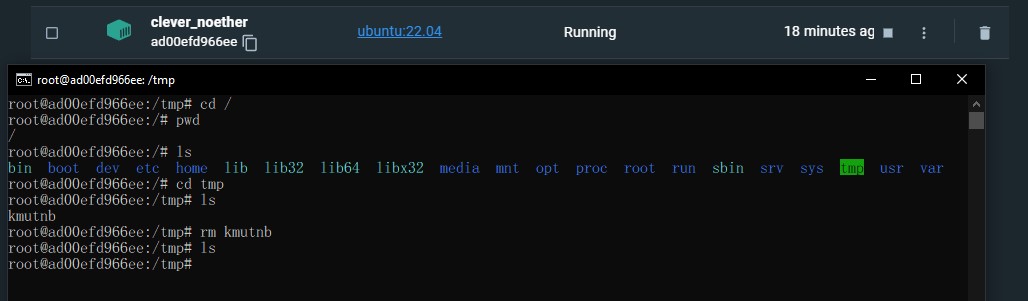 clever_noether
ad00efd966ee
ubuntu:22.04
Running
18 minutes ag
root@ad00efd966ee: /tmp
root@ad00efd966ee:/tmp# cd /
root@ad00efd966ee:/# pwd
/
root@ad00efd966ee:/# ls
bin boot dev etc home lib lib32 lib64 libx32 media mnt opt proc root run sbin srv sys tmp usr var
root@ad00efd966ee:/# cd tmp
root@ad00efd966ee:/tmp# ls
kmutnb
root@ad00efd966ee:/tmp# rm kmutnb
root@ad00efd966ee:/tmp# ls
root@ad00efd966ee:/tmp#